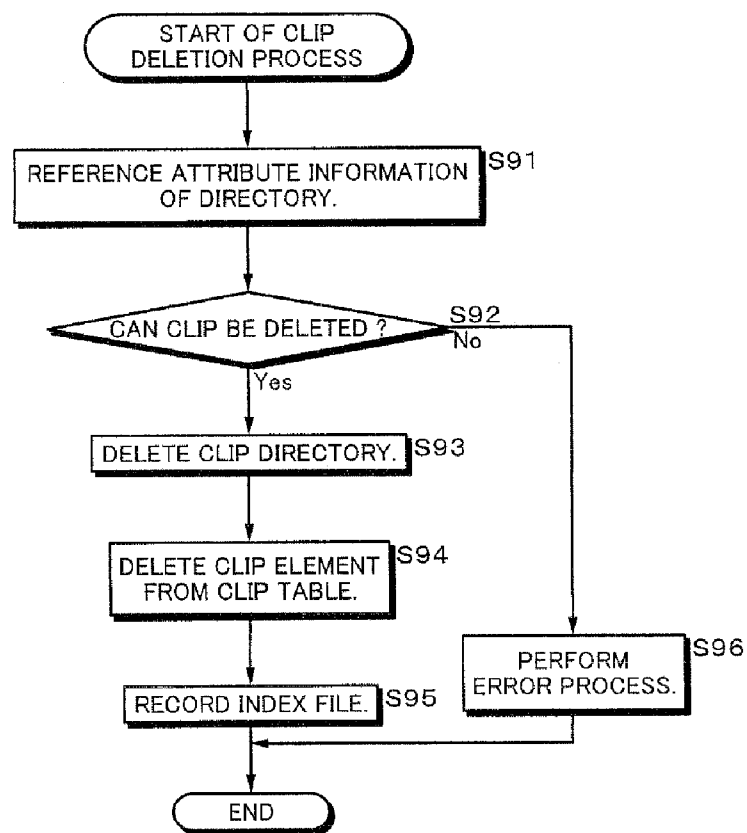 START OF CLIP
DELETION PROCESS
REFERENCE ATTRIBUTE INFORMATION
OF DIRECTORY.
S91
CAN CLIP BE DELETED ?
S92
No
Yes
DELETE CLIP DIRECTORY.
S93
DELETE CLIP ELEMENT
FROM CLIP TABLE.
S94
PERFORM
ERROR PROCESS.
S96
RECORD INDEX FILE.
S95
END